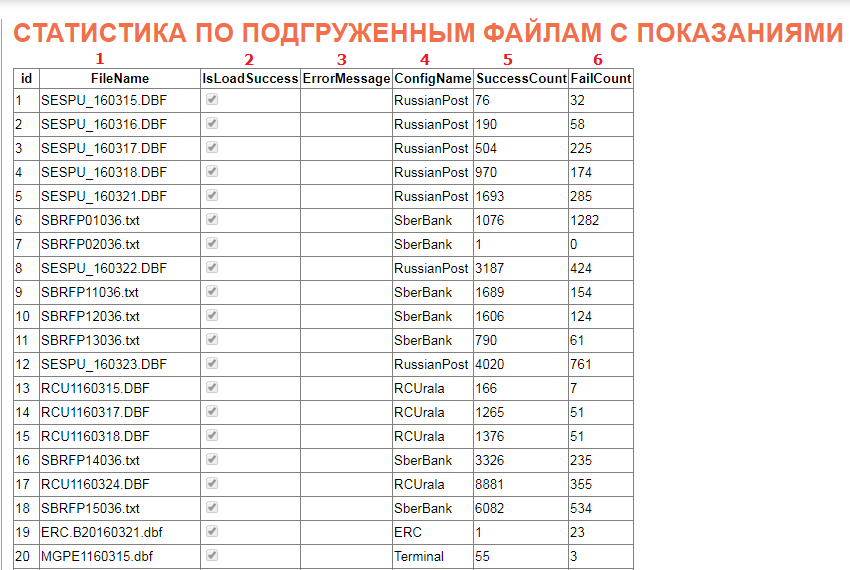 СТАТИСТИКА ПО ПОДГРУЖЕННЫМ ФАЙЛАМ С ПОКАЗАНИЯМИ
1 2 3 4 5 6
id FileName IsLoadSuccess ErrorMessage ConfigName SuccessCount FailCount
1 SESPU_160315.DBF RussianPost 76 32
2 SESPU_160316.DBF RussianPost 190 58
3 SESPU_160317.DBF RussianPost 504 225
4 SESPU_160318.DBF RussianPost 970 174
5 SESPU_160321.DBF RussianPost 1693 285
6 SBRFP01036.txt SberBank 1076 1282
7 SBRFP02036.txt SberBank 1 0
8 SESPU_160322.DBF RussianPost 3187 424
9 SBRFP11036.txt SberBank 1689 154
10 SBRFP12036.txt SberBank 1606 124
11 SBRFP13036.txt SberBank 790 61
12 SESPU_160323.DBF RussianPost 4020 761
13 RCU1160315.DBF RCUrala 166 7
14 RCU1160317.DBF RCUrala 1265 51
15 RCU1160318.DBF RCUrala 1376 51
16 SBRFP14036.txt SberBank 3326 235
17 RCU1160324.DBF RCUrala 8881 355
18 SBRFP15036.txt SberBank 6082 534
19 ERC.B20160321.dbf ERC 1 23
20 MGPE1160315.dbf Terminal 55 3